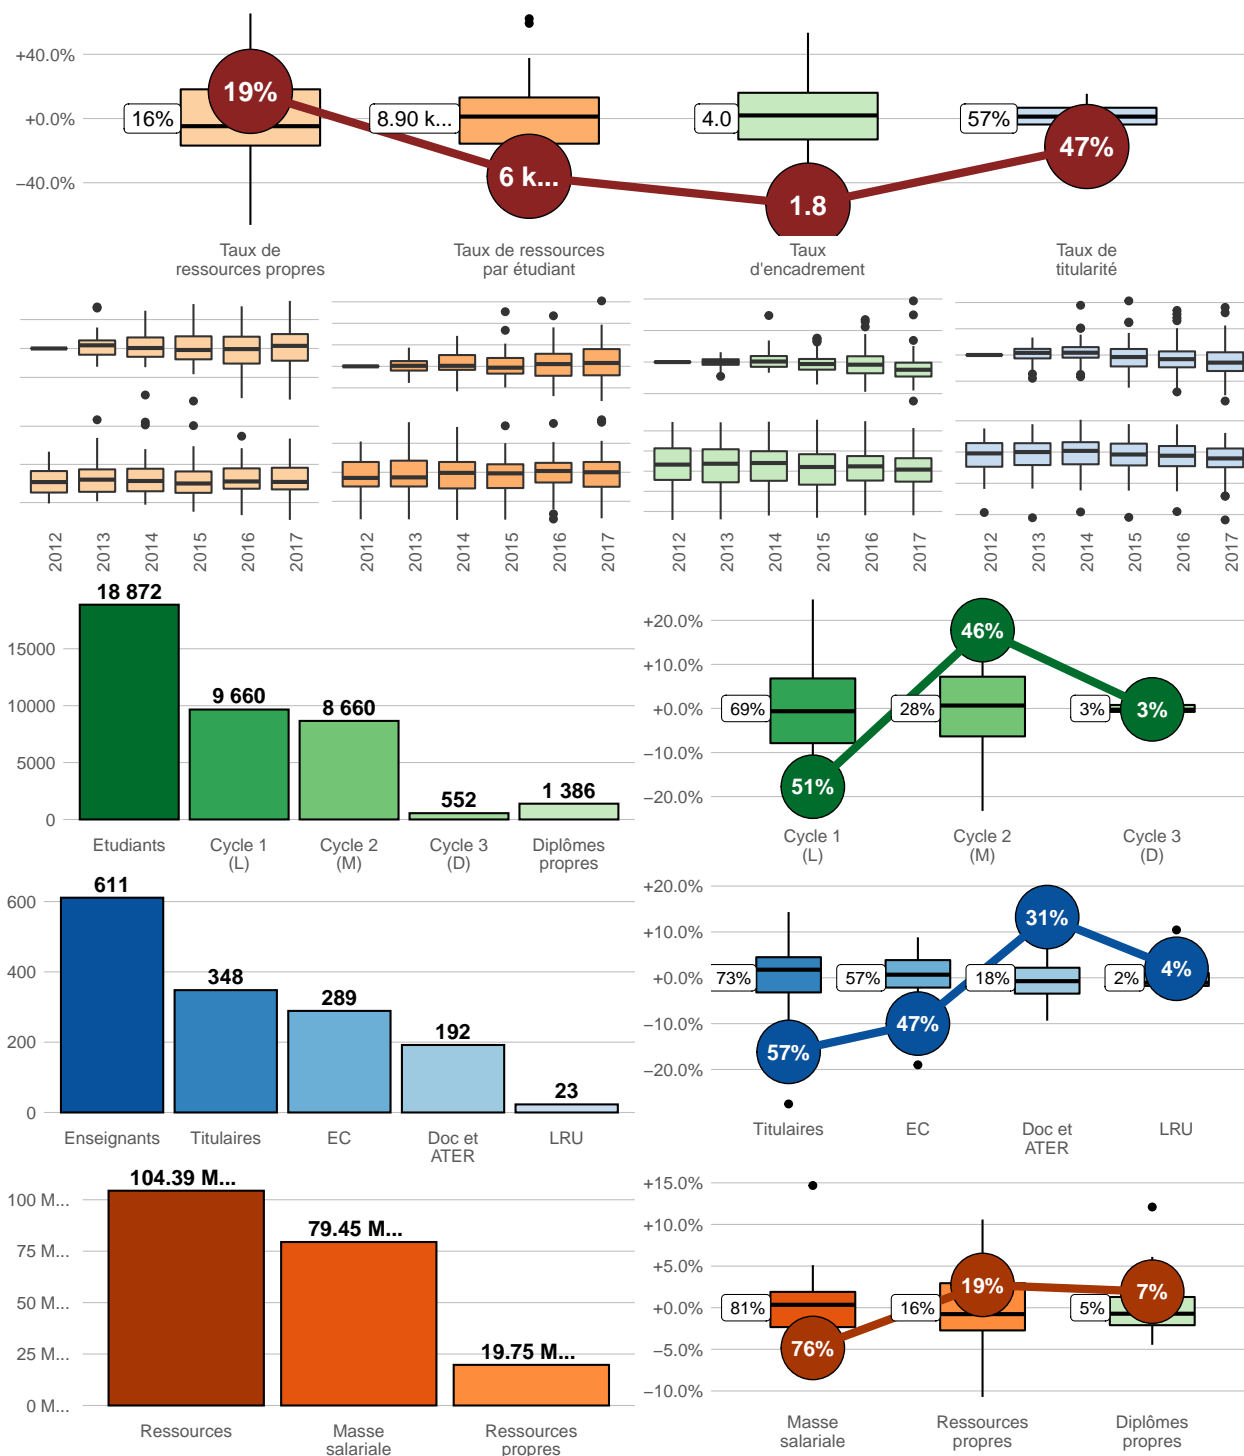 +40.0%
+0.0%
−40.0%
16%
19%
8.90 k...
6 k...
4.0
1.8
57%
47%
Taux de
ressources propres
Taux de ressources
par étudiant
Taux
d'encadrement
Taux de
titularité
2012
2013
2014
2015
2016
2017
2012
2013
2014
2015
2016
2017
2012
2013
2014
2015
2016
2017
2012
2013
2014
2015
2016
2017
15000
10000
5000
0
18 872
9 660
8 660
552
1 386
Etudiants
Cycle 1
(L)
Cycle 2
(M)
Cycle 3
(D)
Diplômes
propres
+20.0%
+10.0%
+0.0%
−10.0%
−20.0%
69%
51%
28%
46%
3%
3%
Cycle 1
(L)
Cycle 2
(M)
Cycle 3
(D)
600
400
200
0
611
348
289
192
23
Enseignants
Titulaires
EC
Doc et
ATER
LRU
+20.0%
+10.0%
+0.0%
−10.0%
−20.0%
73%
57%
57%
47%
18%
31%
2%
4%
Titulaires
EC
Doc et
ATER
LRU
100 M...
75 M...
50 M...
25 M...
0 M...
104.39 M...
79.45 M...
19.75 M...
Ressources
Masse
salariale
Ressources
propres
+15.0%
+10.0%
+5.0%
+0.0%
−5.0%
−10.0%
81%
76%
16%
19%
5%
7%
Masse
salariale
Ressources
propres
Diplômes
propres